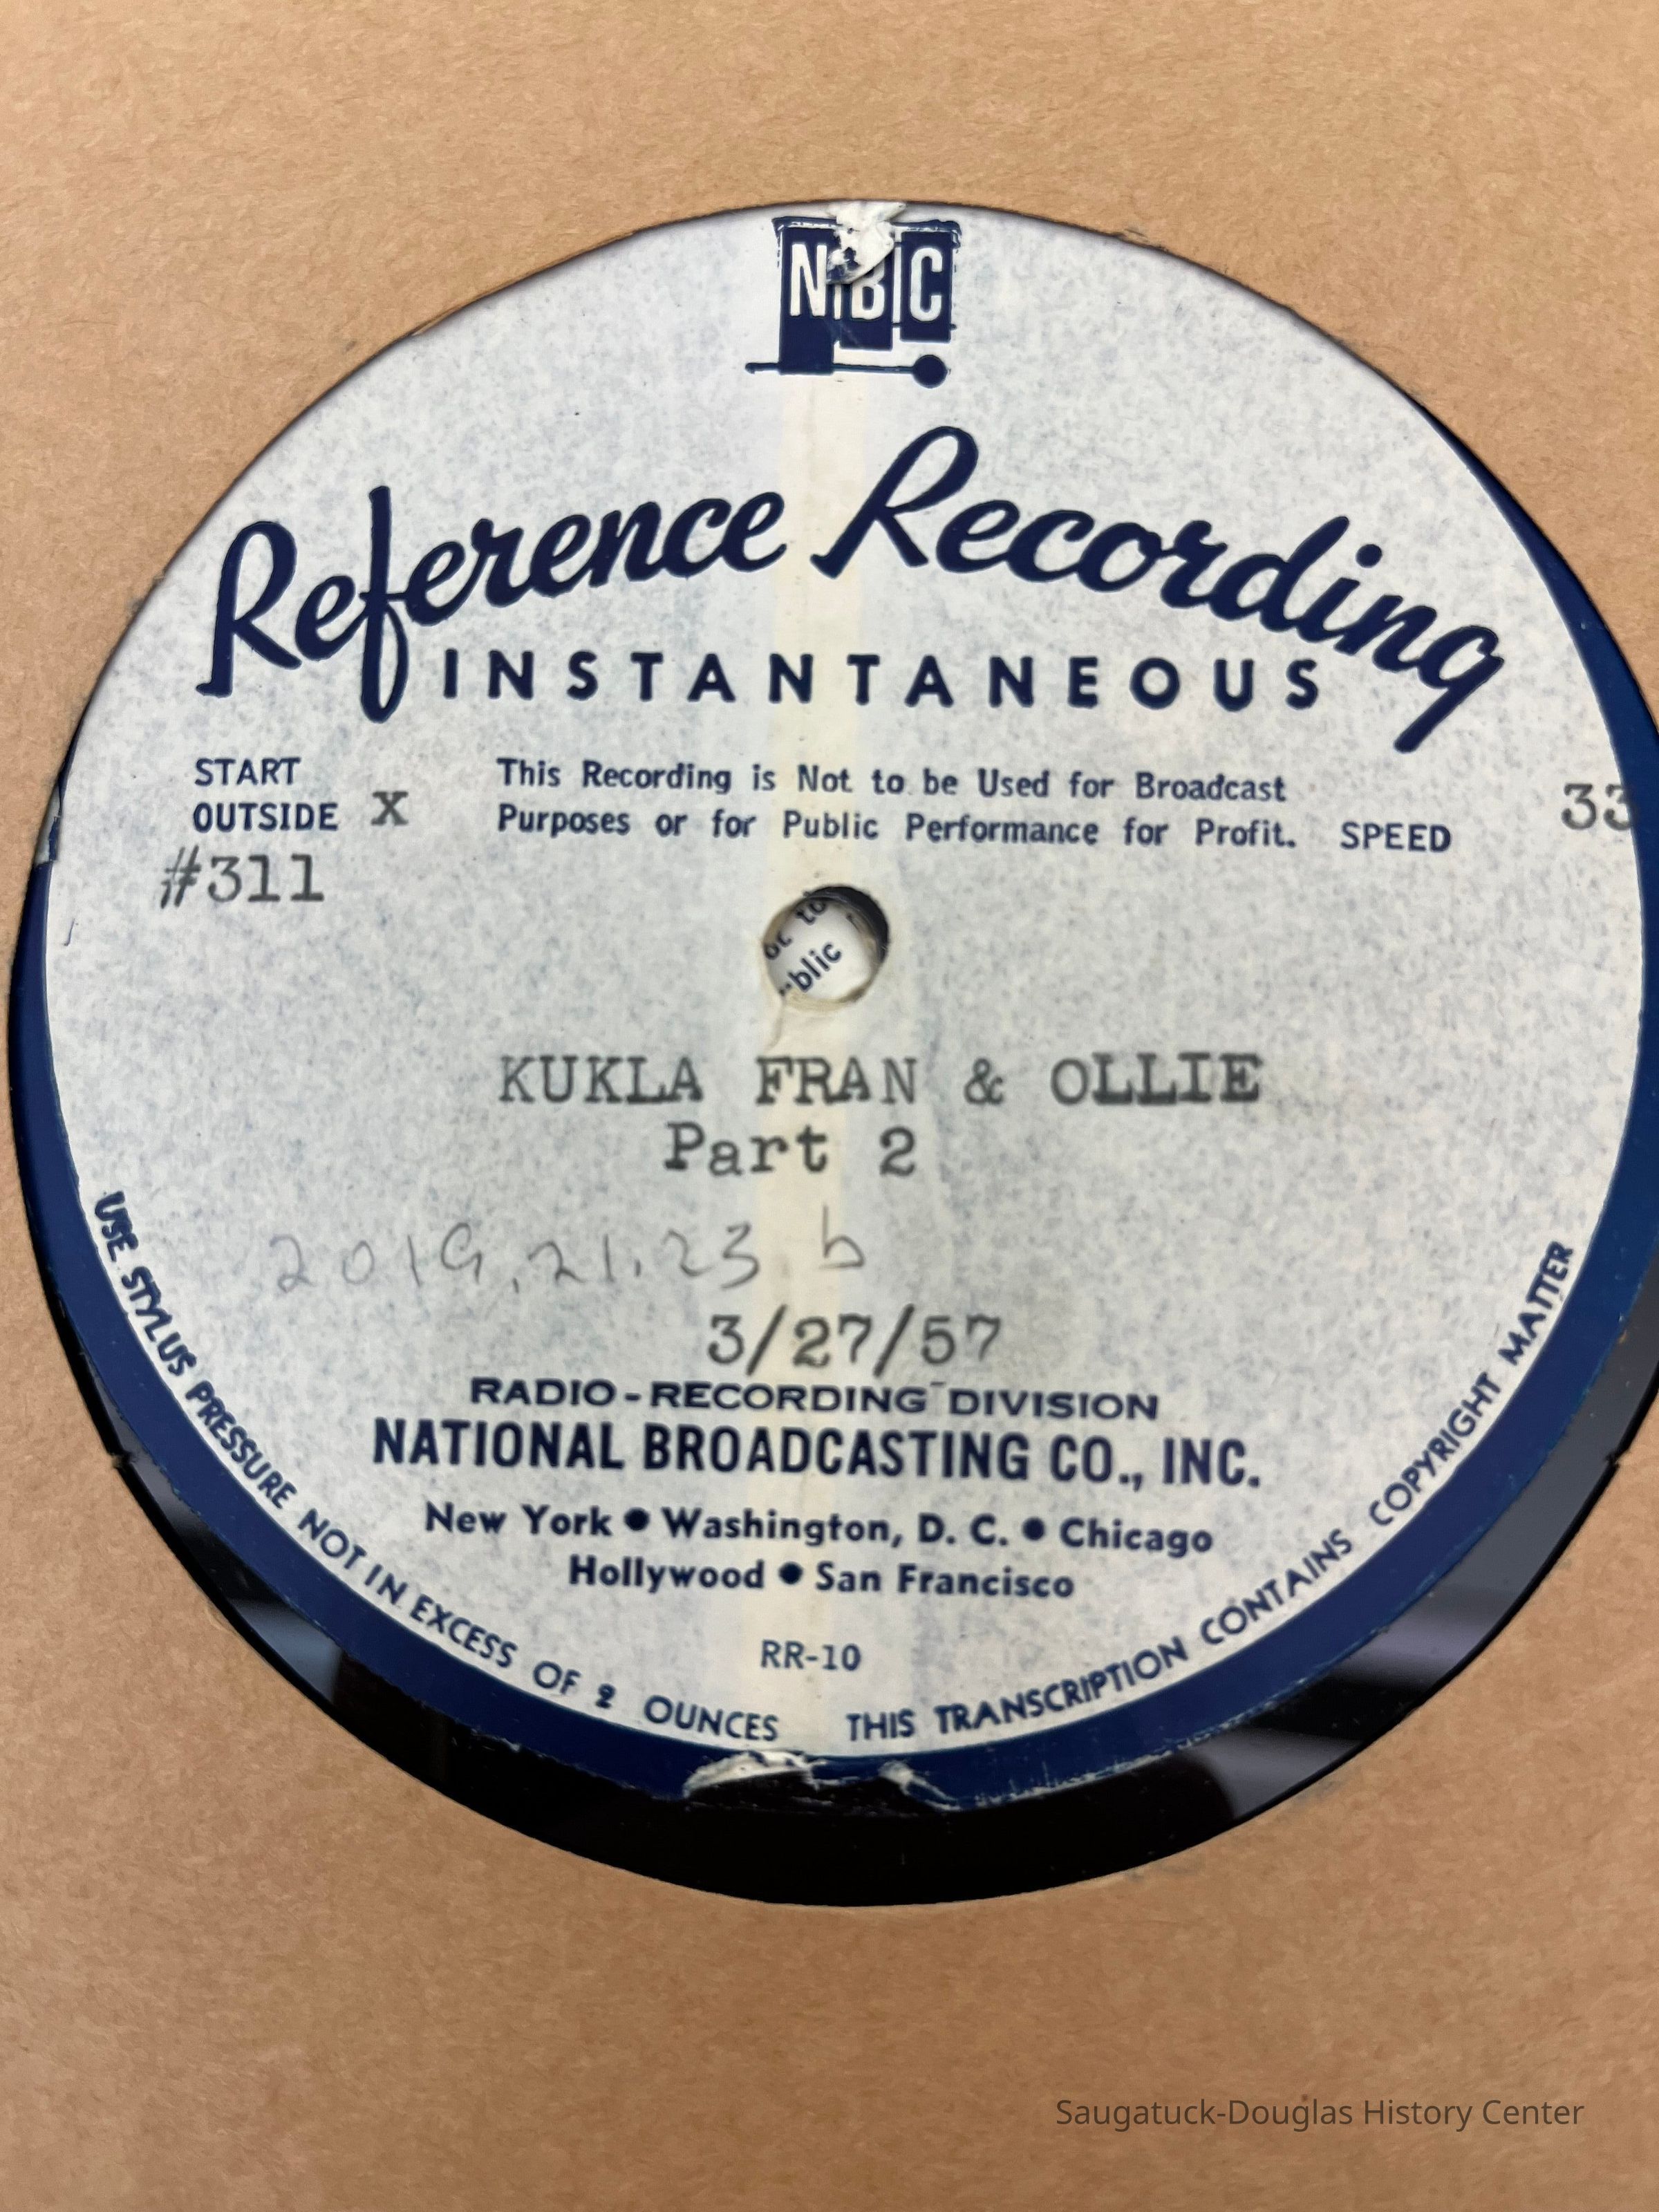 NBC
Reference Recording
INSTANTANEOUS
START
OUTSIDE X
This Recording is Not to be Used for Broadcast
Purposes or for Public Performance for Profit. SPEED 33
#311
to
blic
KUKLA FRAN & OLLIE
Part 2
2019.21.23 b
3/27/57
RADIO-RECORDING DIVISION
NATIONAL BROADCASTING CO., INC.
New York • Washington, D. C. • Chicago
Hollywood • San Francisco
RR-10
USE STYLUS PRESSURE NOT IN EXCESS OF 2 OUNCES THIS TRANSCRIPTION CONTAINS COPYRIGHT MATTER
Saugatuck-Douglas History Center